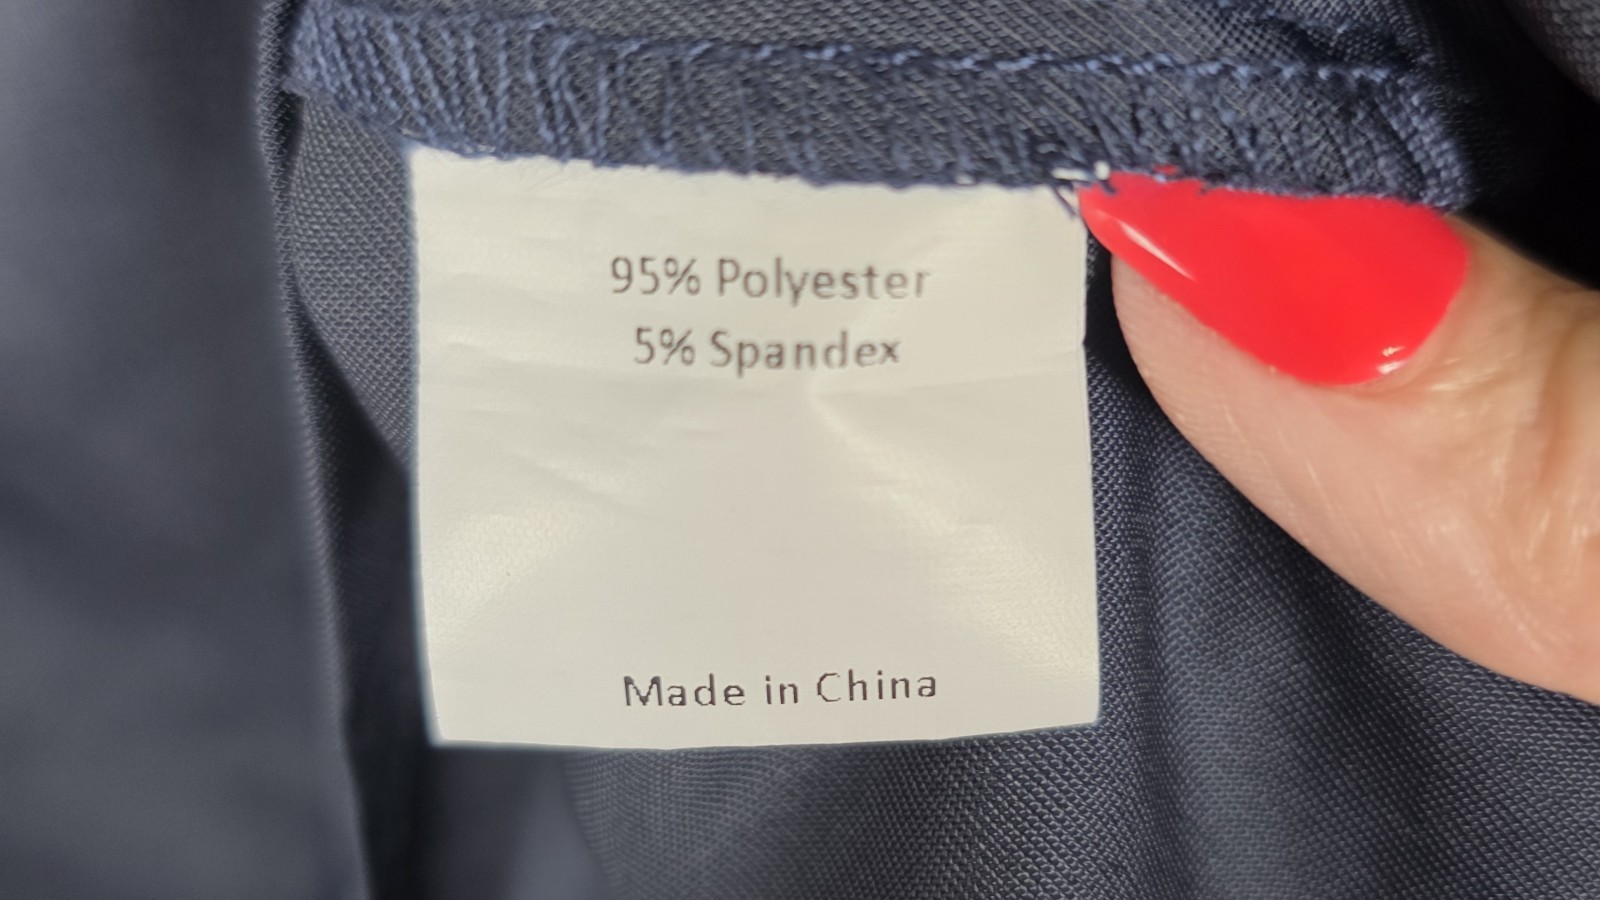 95% Polyester
5% Spandex
Made in China